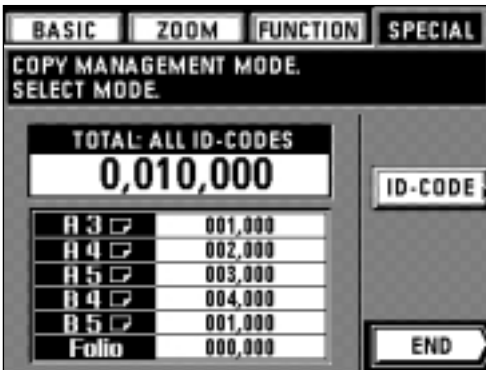 BASIC ZOOM FUNCTION SPECIAL
COPY MANAGEMENT MODE.
SELECT MODE.
TOTAL: ALL ID-CODES
0,010,000
ID-CODE
A3 001,000
A4 002,000
A5 003,000
B4 004,000
B5 001,000
Folio 000,000
END